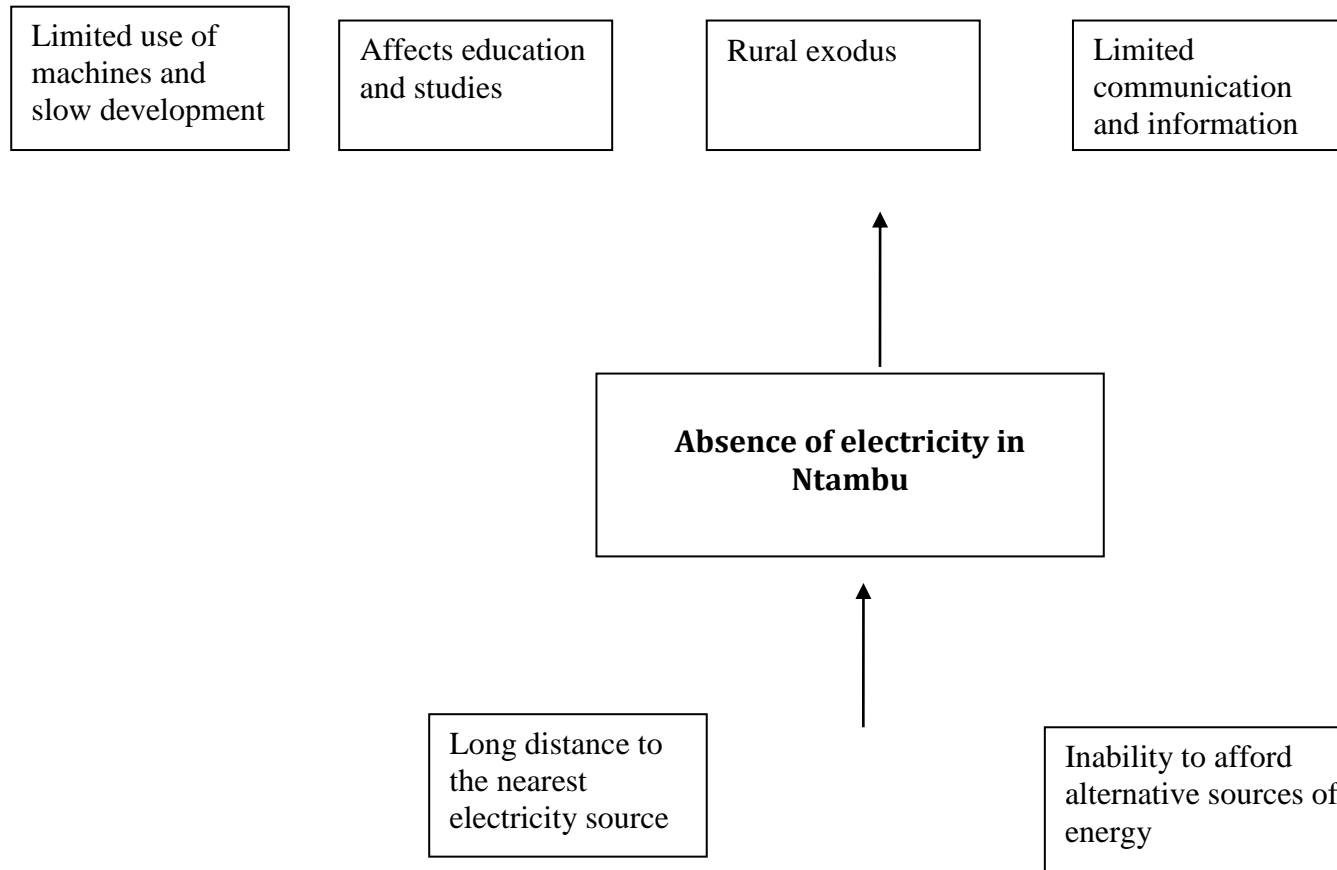 Limited use of
machines and
slow development
Affects education
and studies
Rural exodus
Limited
communication
and information
Absence of electricity in
Ntambu
Long distance to
the nearest
electricity source
Inability to afford
alternative sources of
energy